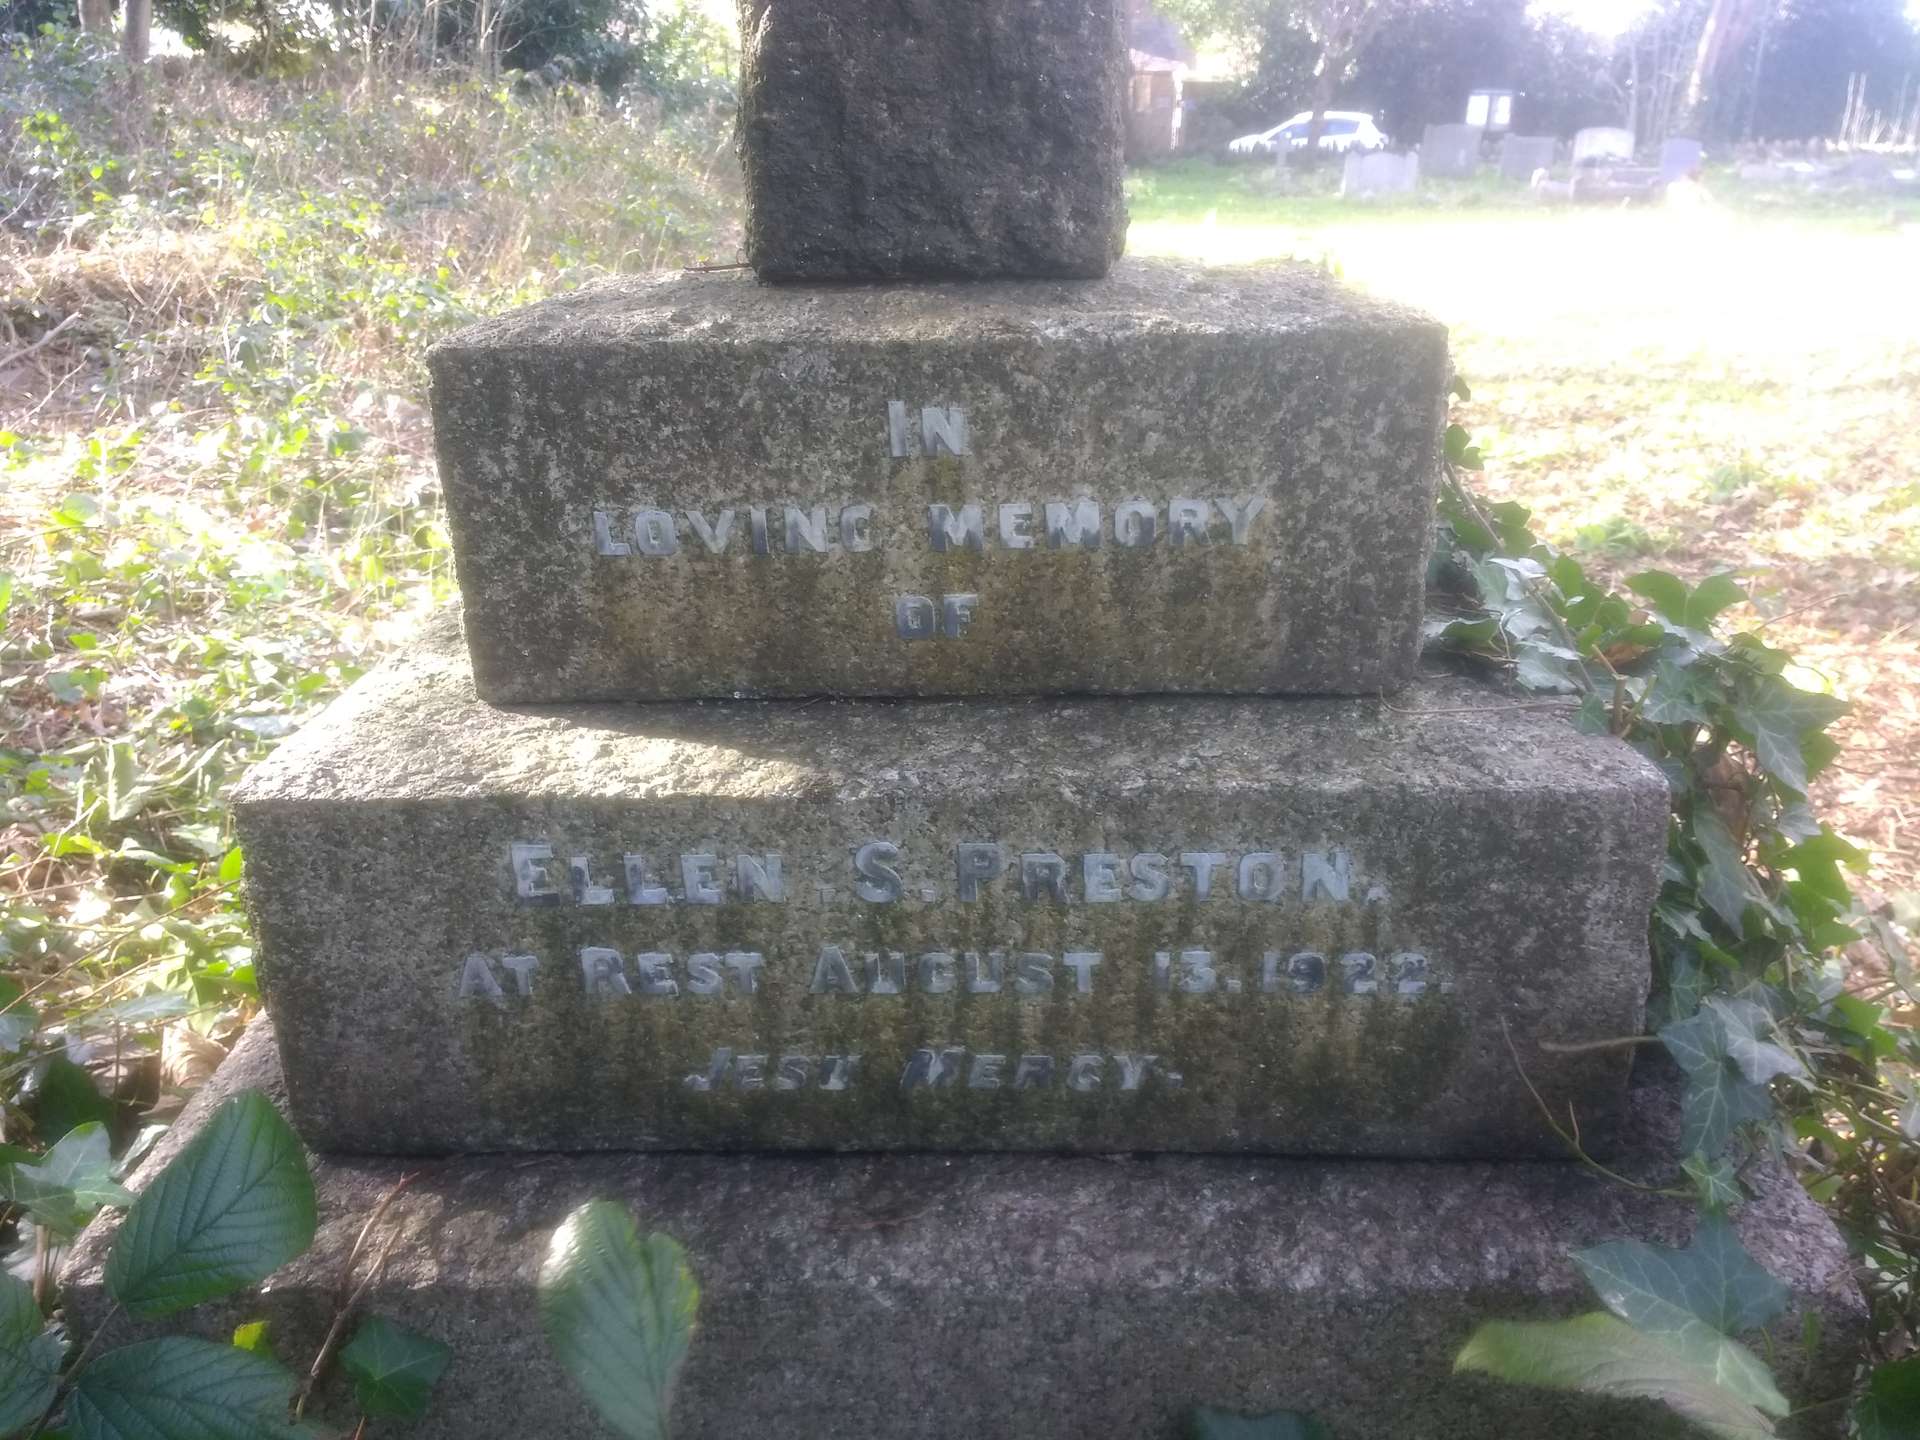 IN
LOVING MEMORY
OF
ELLEN . S. PRESTON.
AT REST AUGUST 13. 1922.
JESU MERCY.